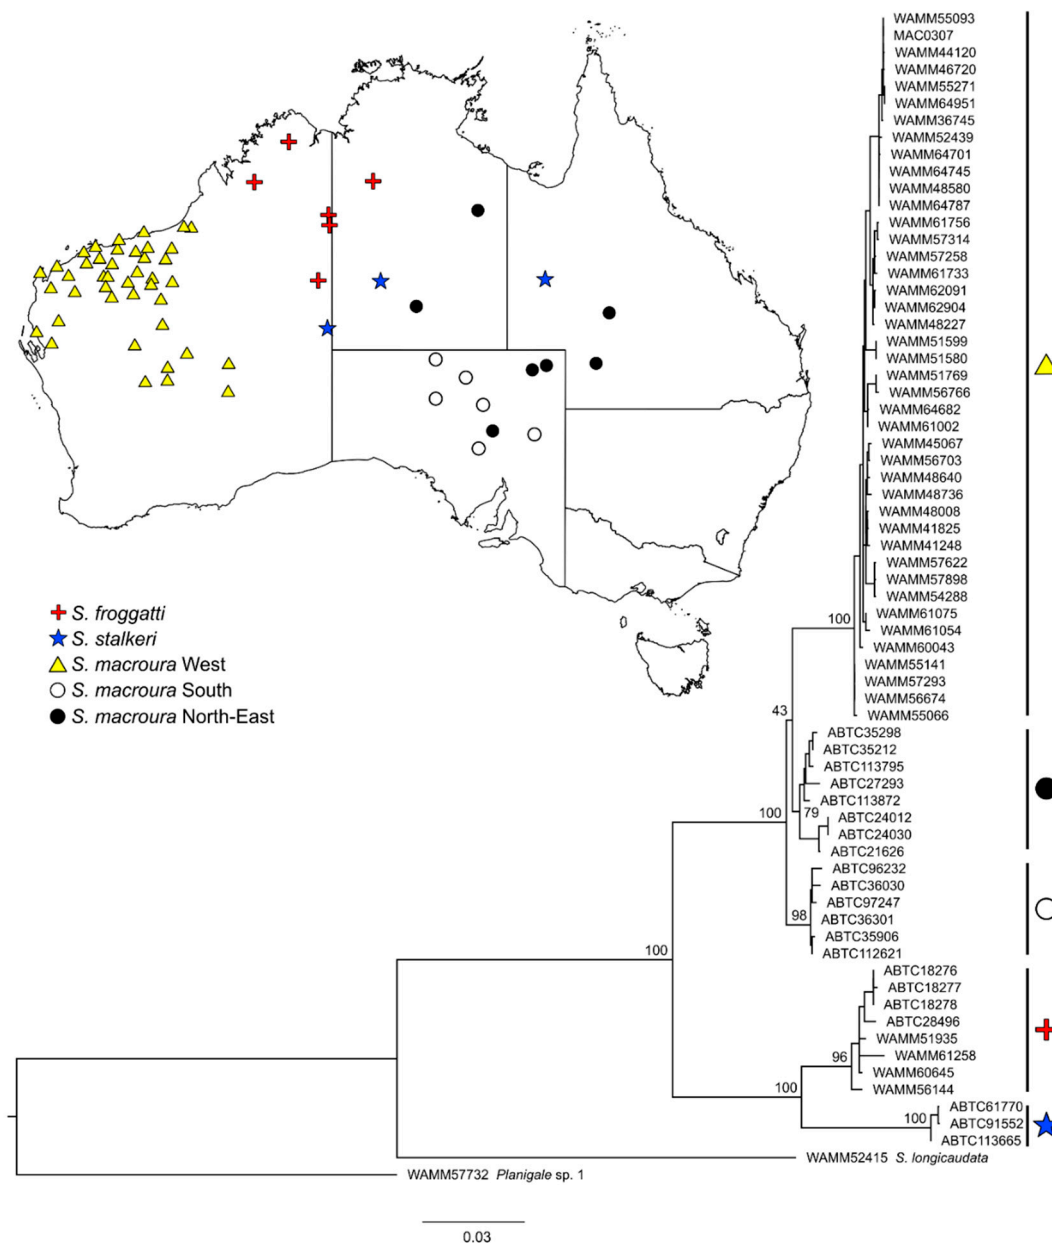 WAMM55093
MAC0307
WAMM44120
WAMM46720
WAMM55271
WAMM64951
WAMM36745
WAMM52439
WAMM64701
WAMM64745
WAMM48580
WAMM64787
WAMM61756
WAMM57314
WAMM57258
WAMM61733
WAMM62091
WAMM62904
WAMM48227
WAMM51599
WAMM51580
WAMM51769
WAMM56766
WAMM64682
WAMM61002
WAMM45067
WAMM56703
WAMM48640
WAMM48736
WAMM48008
WAMM41825
WAMM41248
WAMM57622
WAMM57898
WAMM54288
WAMM61075
WAMM61054
WAMM60043
WAMM55141
WAMM57293
WAMM56674
WAMM55066
S. froggatti
S. stalkeri
S. macroura West
S. macroura South
S. macroura North-East
100
43
ABTC35298
ABTC35212
ABTC113795
ABTC27293
ABTC113872
ABTC24012
ABTC24030
ABTC21626
100
79
ABTC96232
ABTC36030
ABTC97247
ABTC36301
ABTC35906
ABTC112621
98
100
ABTC18276
ABTC18277
ABTC18278
ABTC28496
WAMM51935
WAMM61258
WAMM60645
WAMM56144
96
100
ABTC61770
ABTC91552
ABTC113665
100
WAMM52415 S. longicaudata
WAMM57732 Planigale sp. 1
0.03